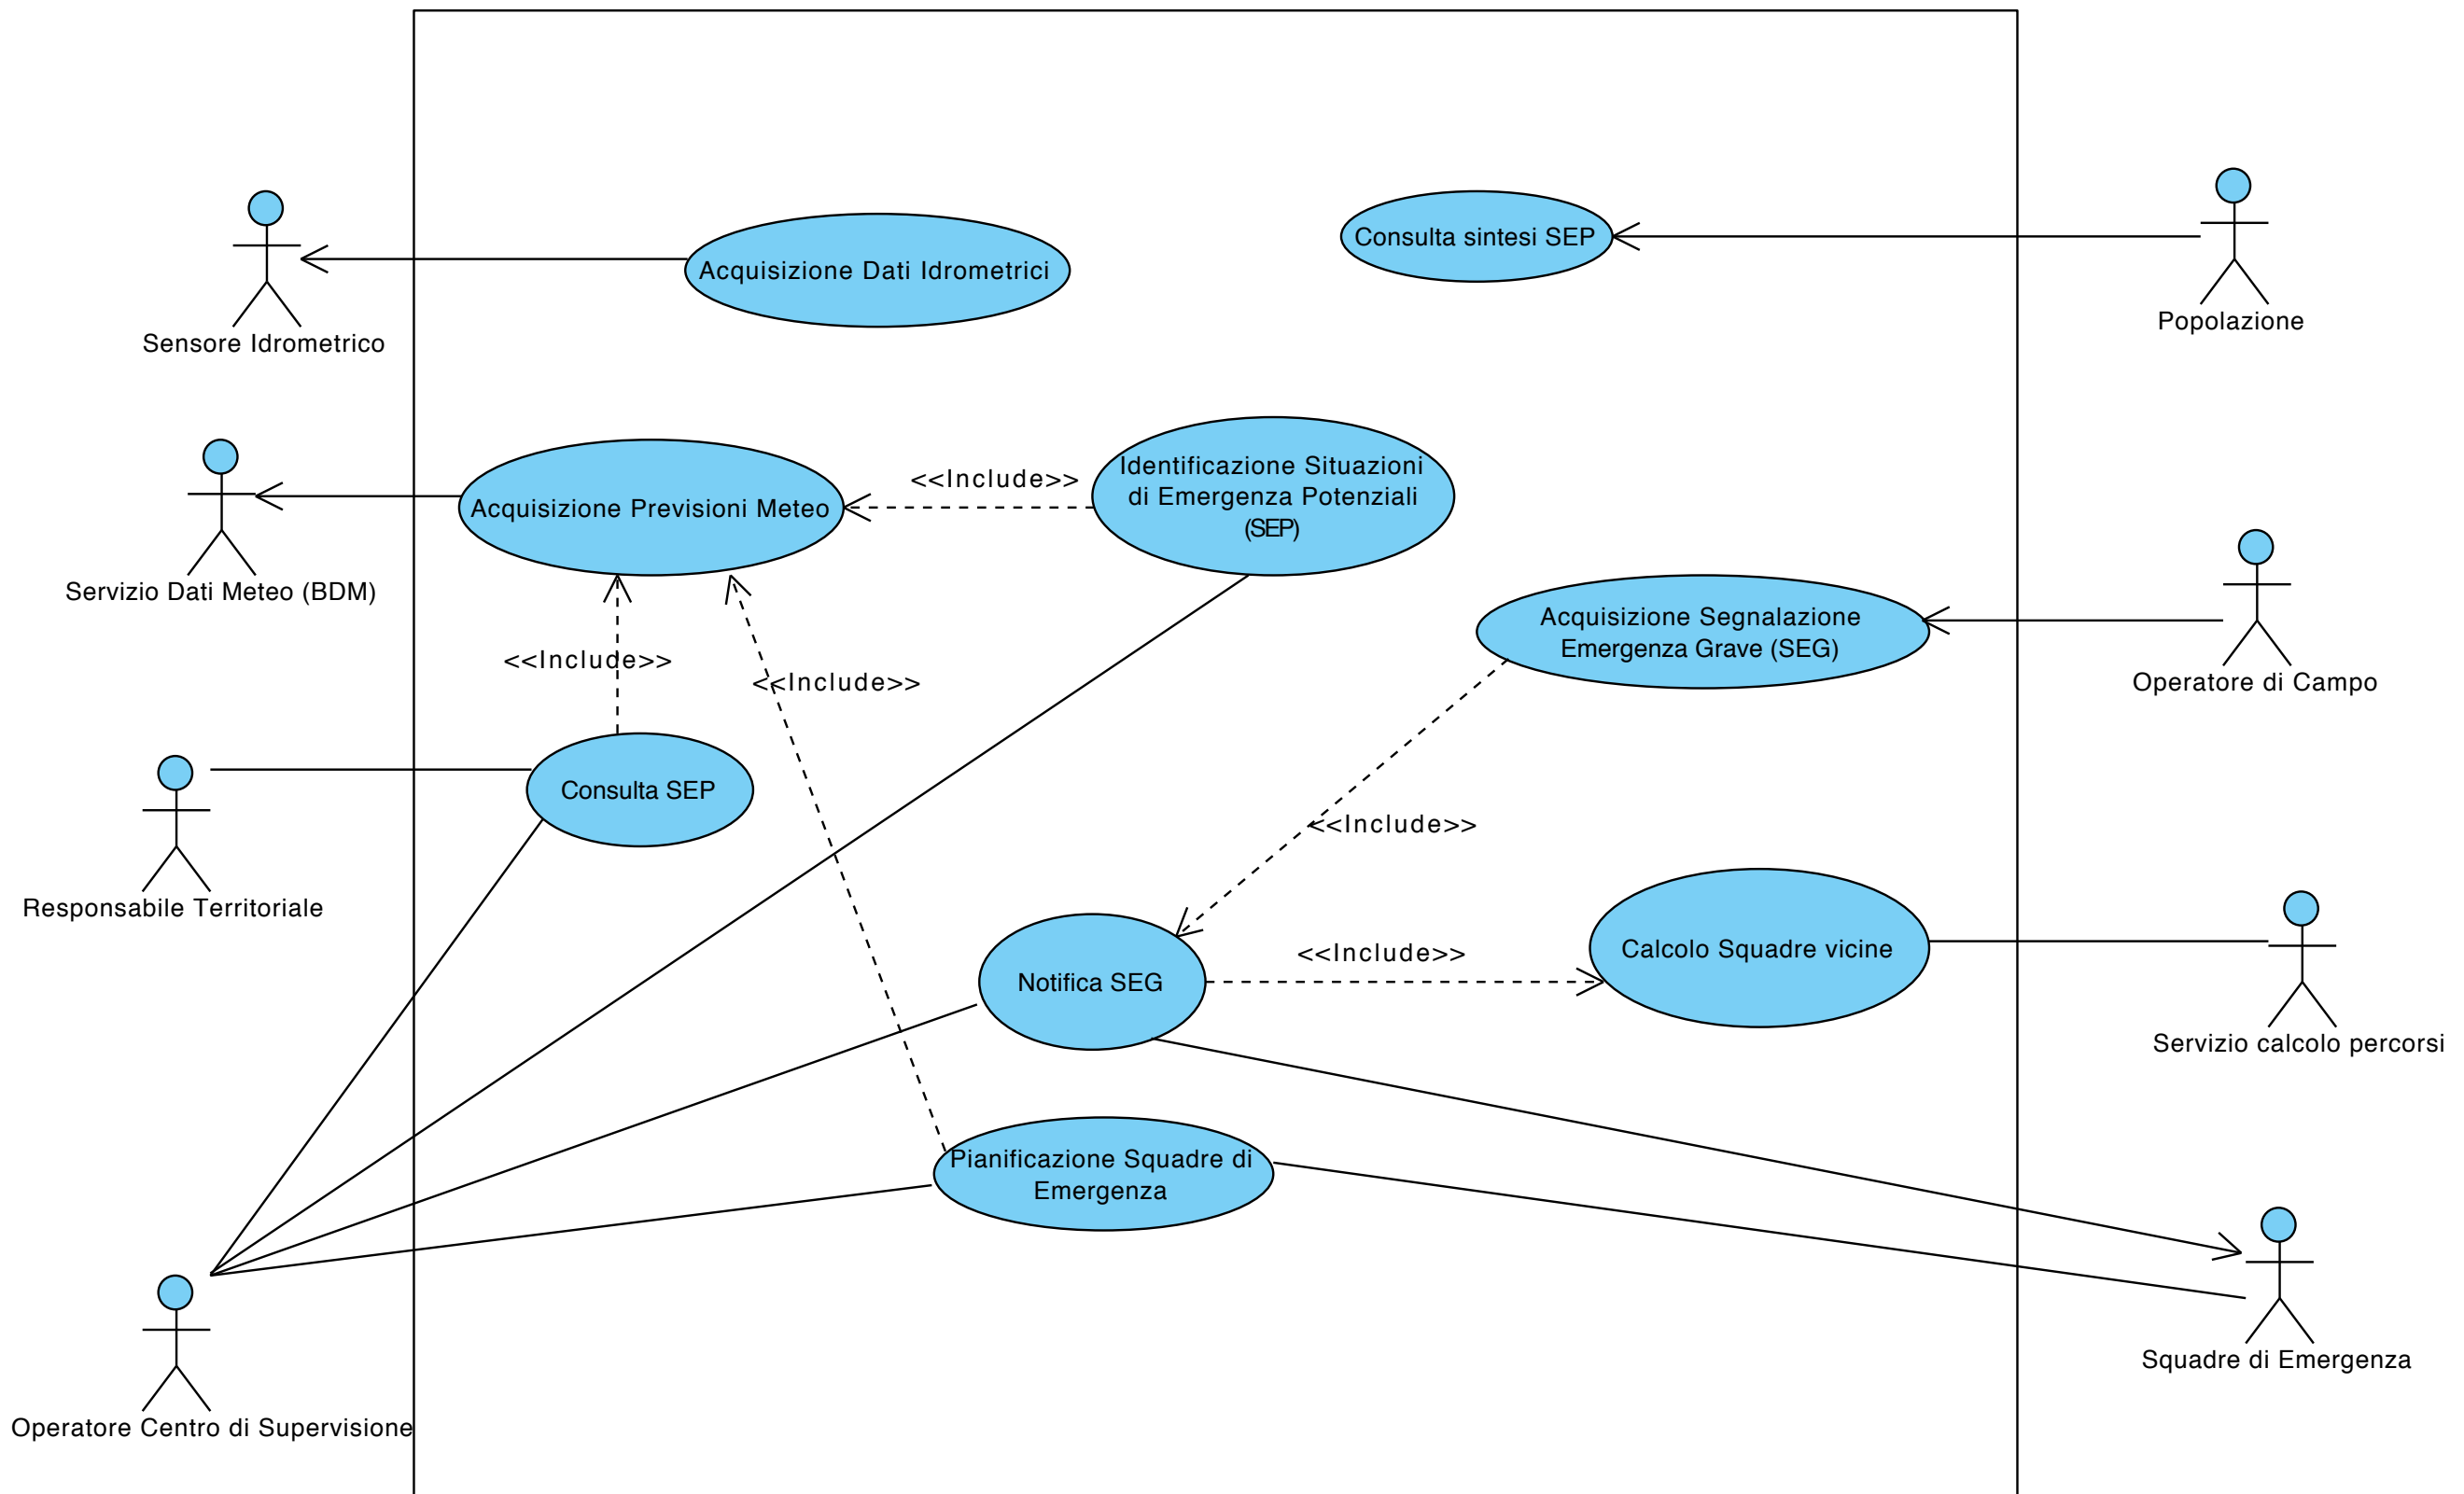 Acquisizione Dati Idrometrici
Consulta sintesi SEP
Popolazione
Sensore Idrometrico
Identificazione Situazioni
di Emergenza Potenziali
(SEP)
<<Include>>
Acquisizione Previsioni Meteo
Servizio Dati Meteo (BDM)
Acquisizione Segnalazione
Emergenza Grave (SEG)
<<Include>>
<<Include>>
Operatore di Campo
Consulta SEP
<<Include>>
Responsabile Territoriale
Calcolo Squadre vicine
<<Include>>
Notifica SEG
Servizio calcolo percorsi
Pianificazione Squadre di
Emergenza
Squadre di Emergenza
Operatore Centro di Supervisione